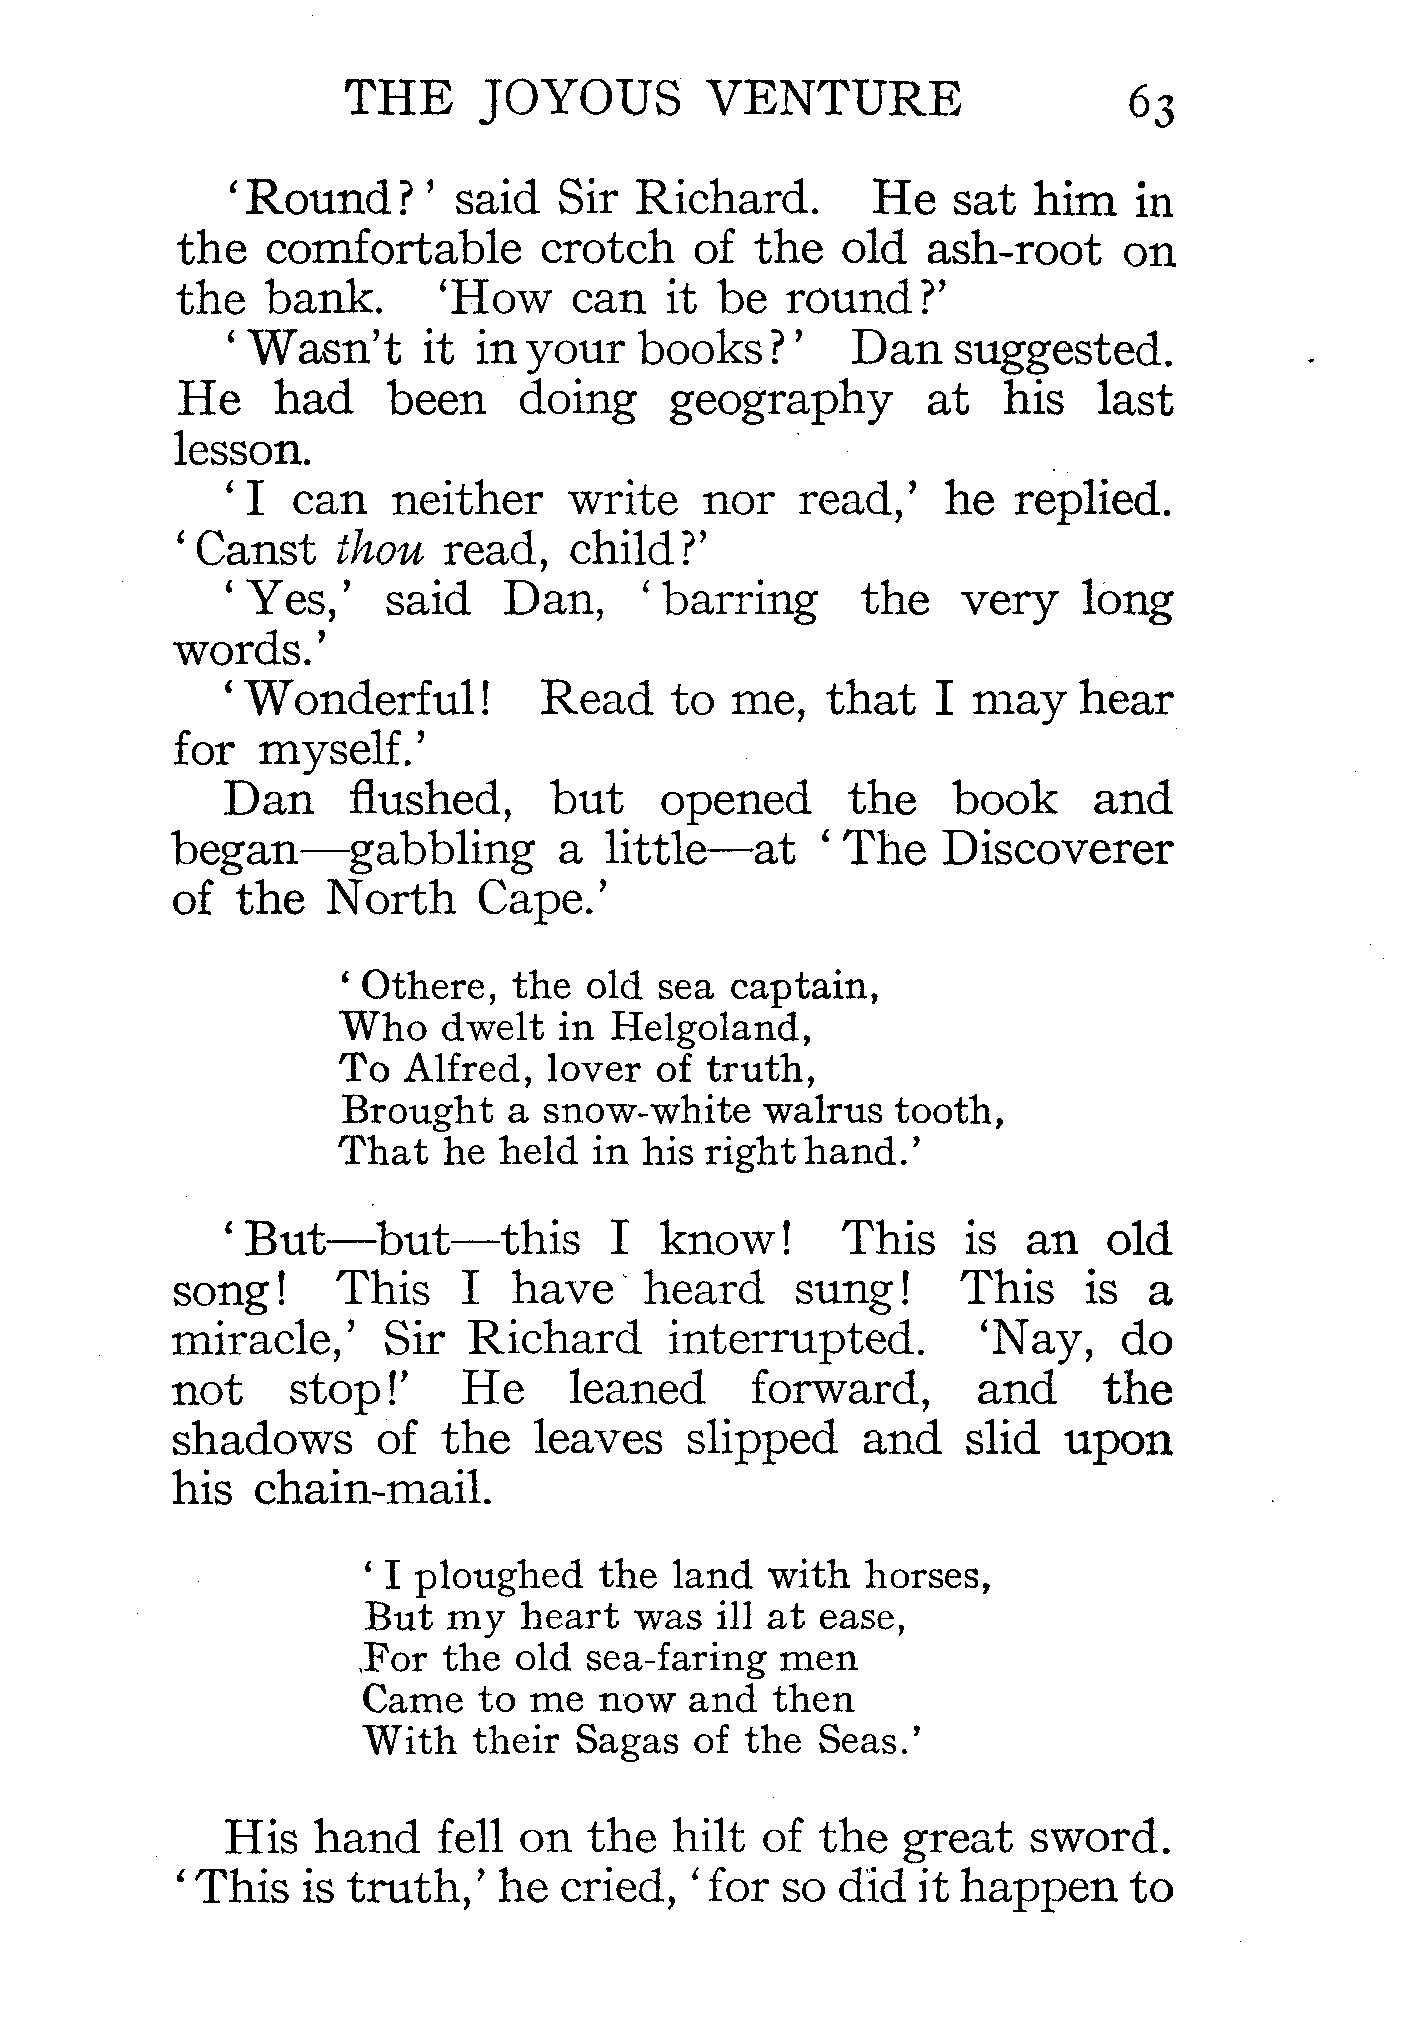 THE JOYOUS VENTURE 63
‘Round?’ said Sir Richard. He sat him in
the comfortable crotch of the old ash-root on
the bank. ‘How can it be round?’
‘Wasn’t it in your books?’ Dan suggested.
He had been doing geography at his last
lesson.
‘I can neither write nor read,’ he replied.
‘Canst thou read, child?’
‘Yes,’ said Dan, ‘barring the very long
words.’
‘Wonderful! Read to me, that I may hear
for myself.’
Dan flushed, but opened the book and
began—gabbling a little—at ‘The Discoverer
of the North Cape.’
‘Othere, the old sea captain,
Who dwelt in Helgoland,
To Alfred, lover of truth,
Brought a snow-white walrus tooth,
That he held in his right hand.’
‘But—but—this I know! This is an old
song! This I have heard sung! This is a
miracle,’ Sir Richard interrupted. ‘Nay, do
not stop!’ He leaned forward, and the
shadows of the leaves slipped and slid upon
his chain-mail.
‘I ploughed the land with horses,
But my heart was ill at ease,
For the old sea-faring men
Came to me now and then
With their Sagas of the Seas.’
His hand fell on the hilt of the great sword.
‘This is truth,’ he cried, ‘for so did it happen to